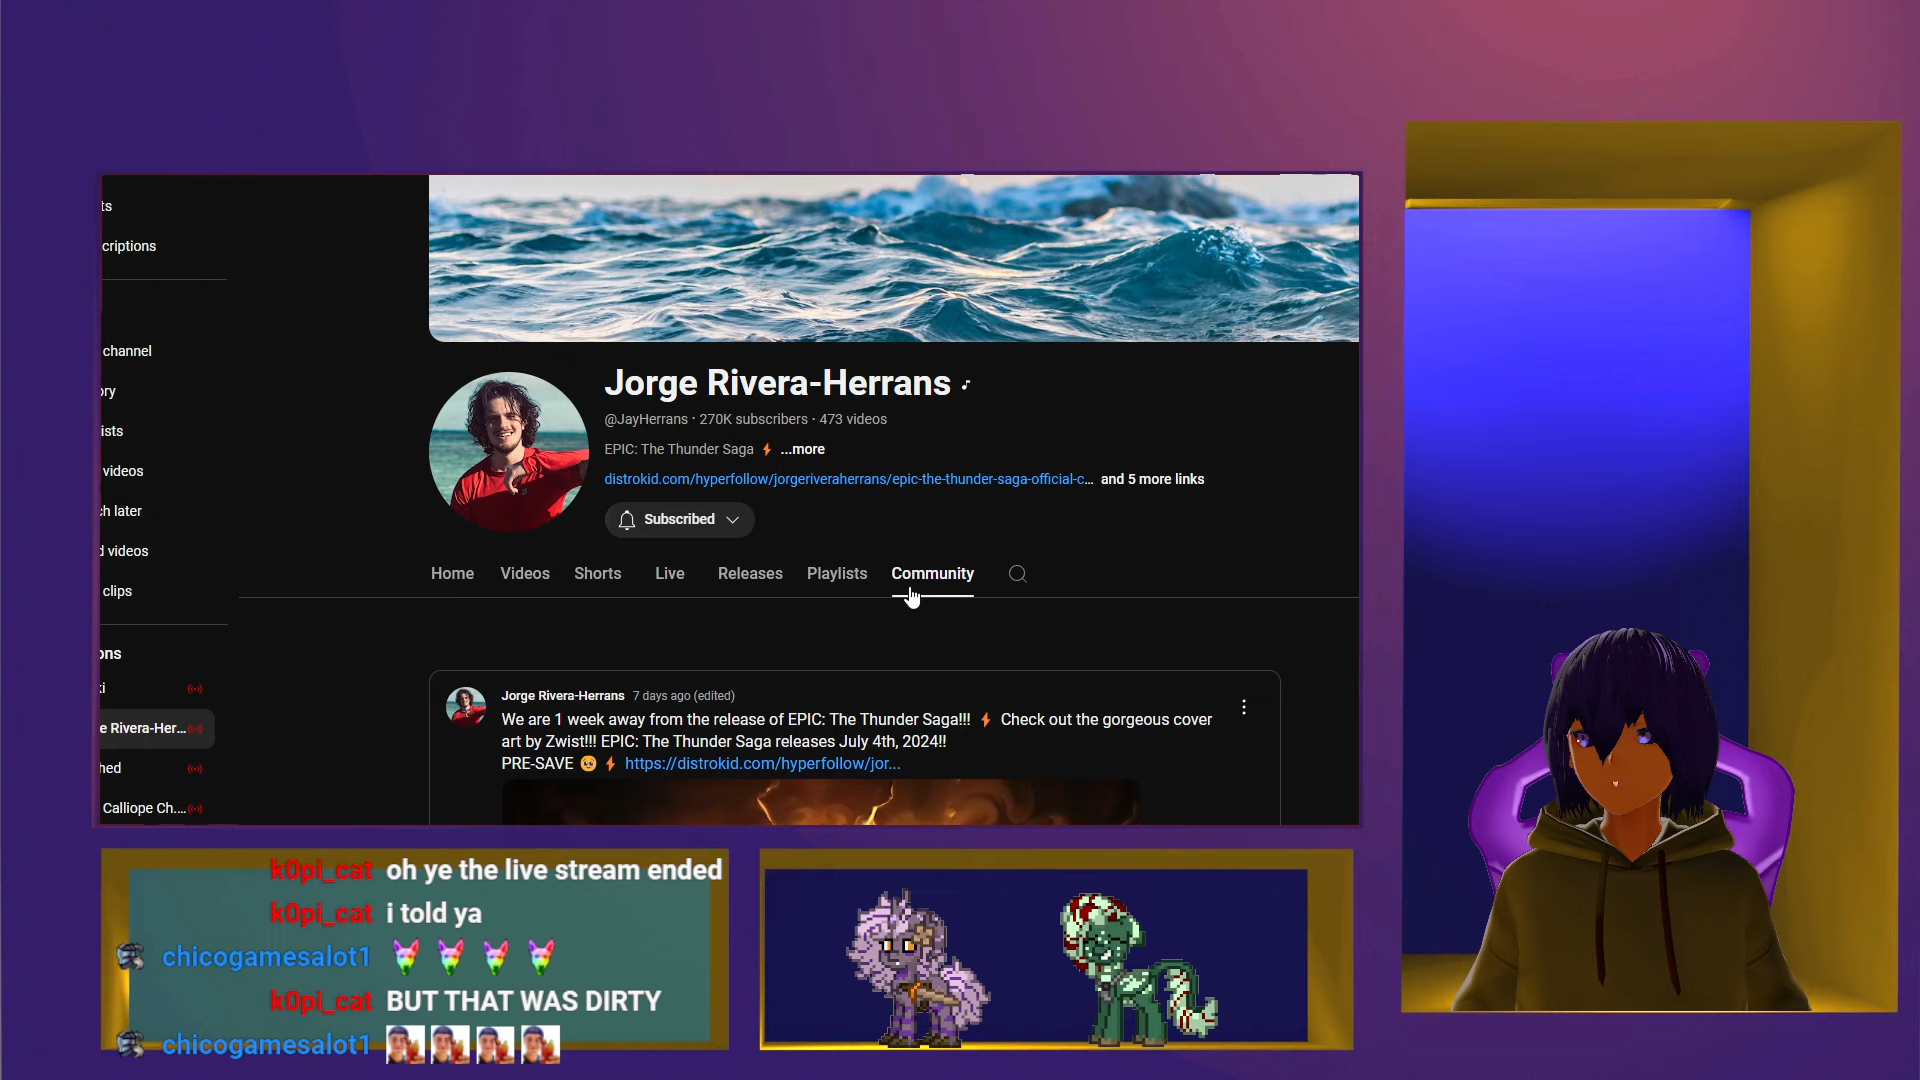 ts
criptions
channel
ory
ists
videos
ch later
d videos
clips
ons
ki
e Rivera-Her...
hed
Calliope Ch....
Jorge Rivera-Herrans
@JayHerrans · 270K subscribers · 473 videos
EPIC: The Thunder Saga ⚡ ...more
distrokid.com/hyperfollow/jorgeriveraherrans/epic-the-thunder-saga-official-c... and 5 more links
Subscribed
Home Videos Shorts Live Releases Playlists Community
Jorge Rivera-Herrans 7 days ago (edited)
We are 1 week away from the release of EPIC: The Thunder Saga!!! ⚡ Check out the gorgeous cover
art by Zwist!!! EPIC: The Thunder Saga releases July 4th, 2024!!
PRE-SAVE 🥹 ⚡ https://distrokid.com/hyperfollow/jor...
k0pi_cat oh ye the live stream ended
k0pi_cat i told ya
chicogamesalot1
k0pi_cat BUT THAT WAS DIRTY
chicogamesalot1